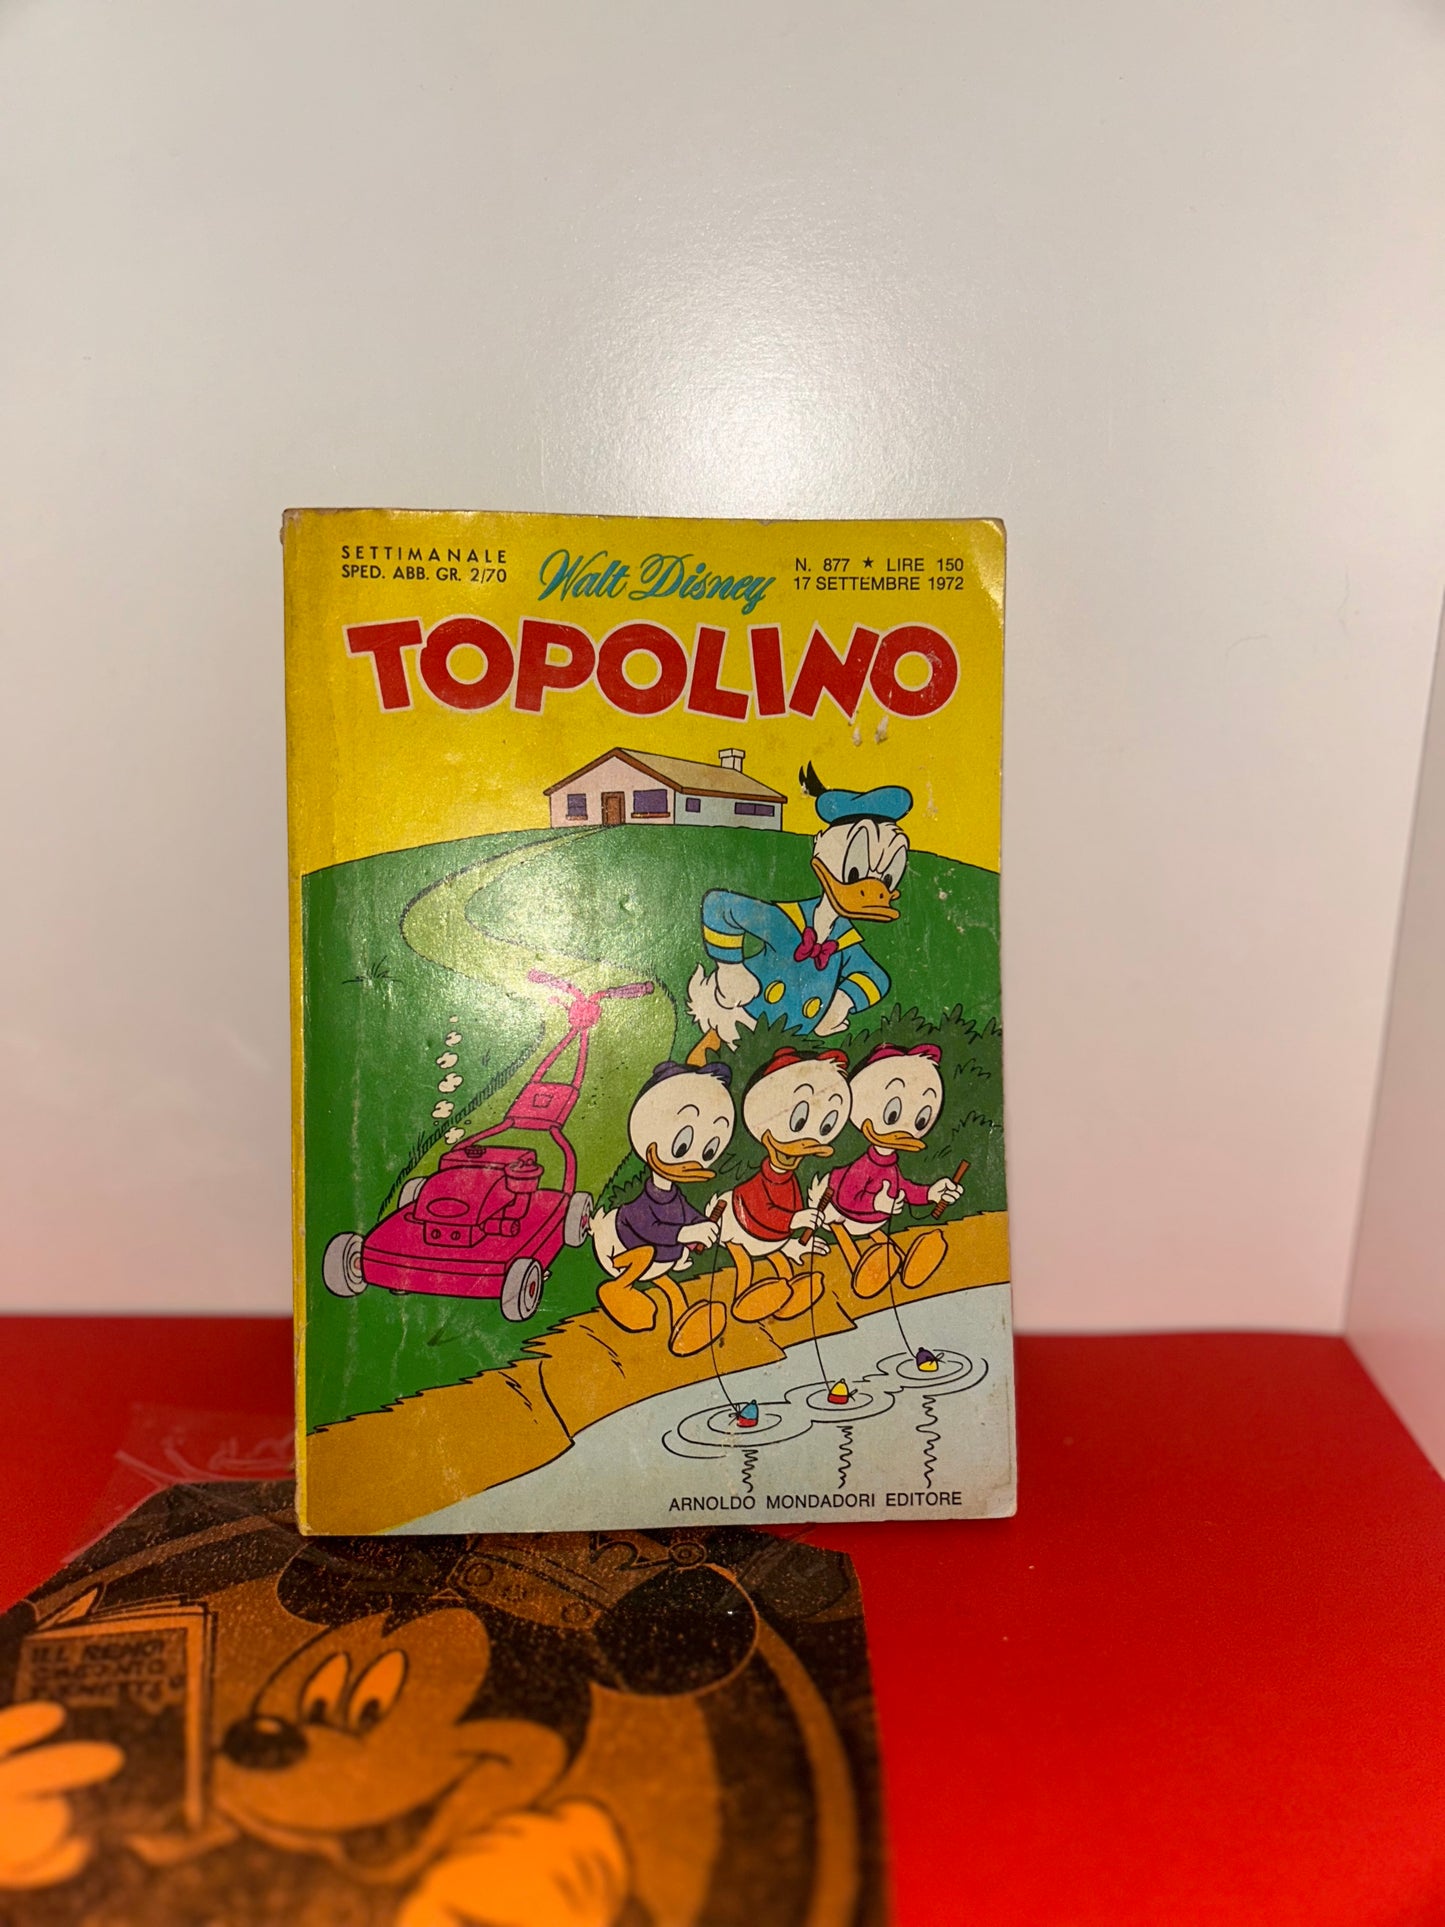 SETTIMANALE
SPED. ABB. GR. 2/70
Walt Disney
N. 877 ★ LIRE 150
17 SETTEMBRE 1972
TOPOLINO
ARNOLDO MONDADORI EDITORE